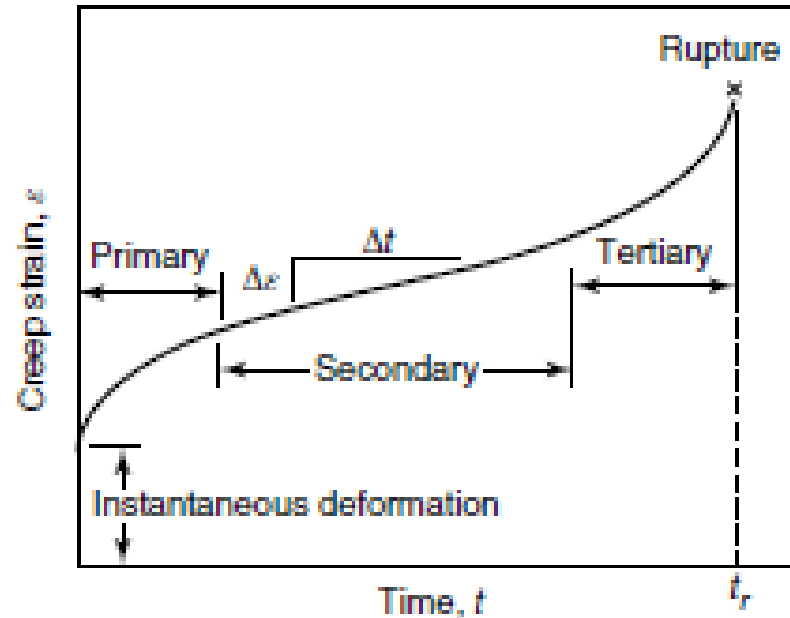 Rupture
×
Creep strain, ε
Primary
Δε
Δt
Tertiary
Secondary
Instantaneous deformation
Time, t
tᵣ